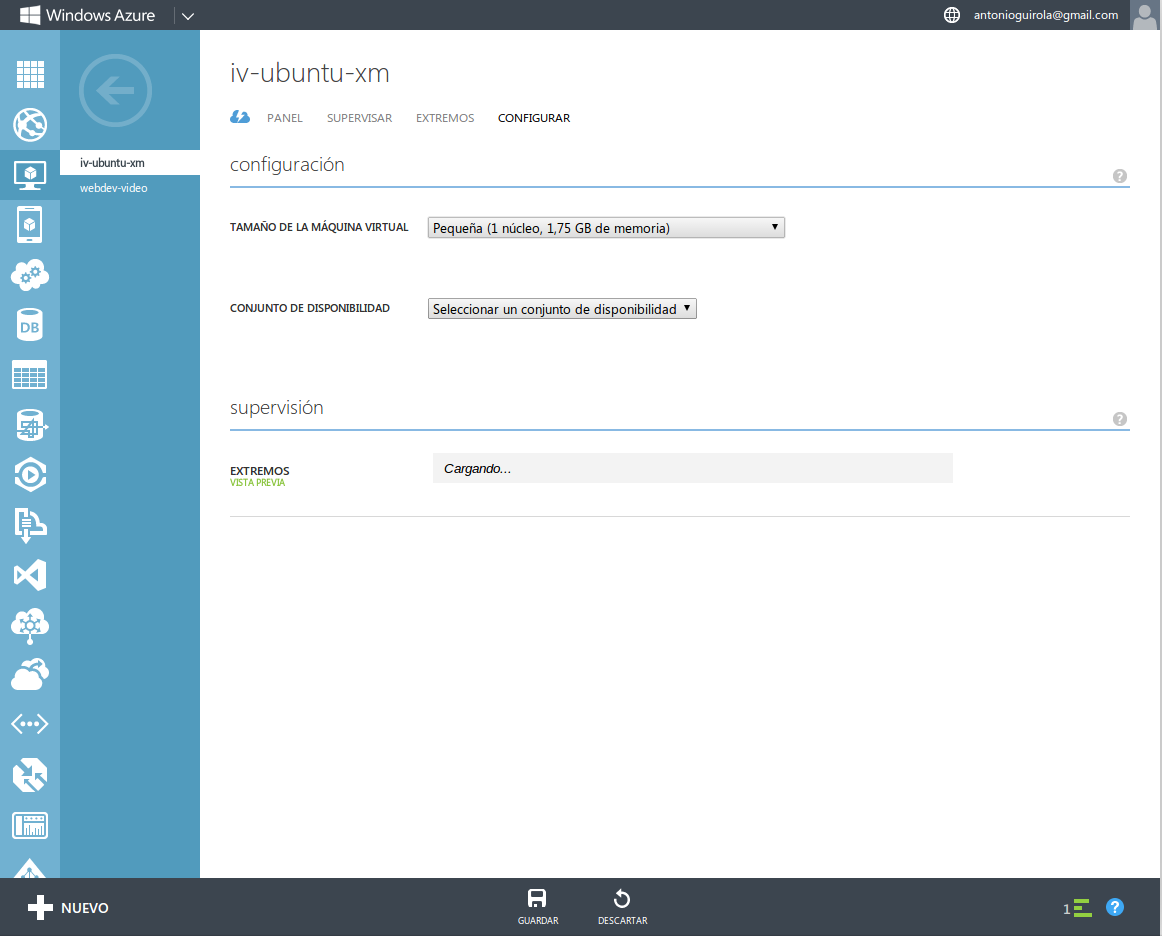 Windows Azure
antonioguirola@gmail.com
iv-ubuntu-xm
webdev-video
iv-ubuntu-xm
PANEL SUPERVISAR EXTREMOS CONFIGURAR
configuración
?
TAMAÑO DE LA MÁQUINA VIRTUAL Pequeña (1 núcleo, 1,75 GB de memoria)
CONJUNTO DE DISPONIBILIDAD Seleccionar un conjunto de disponibilidad
supervisión
?
EXTREMOS Cargando...
VISTA PREVIA
DB
NUEVO
GUARDAR
DESCARTAR
1
?